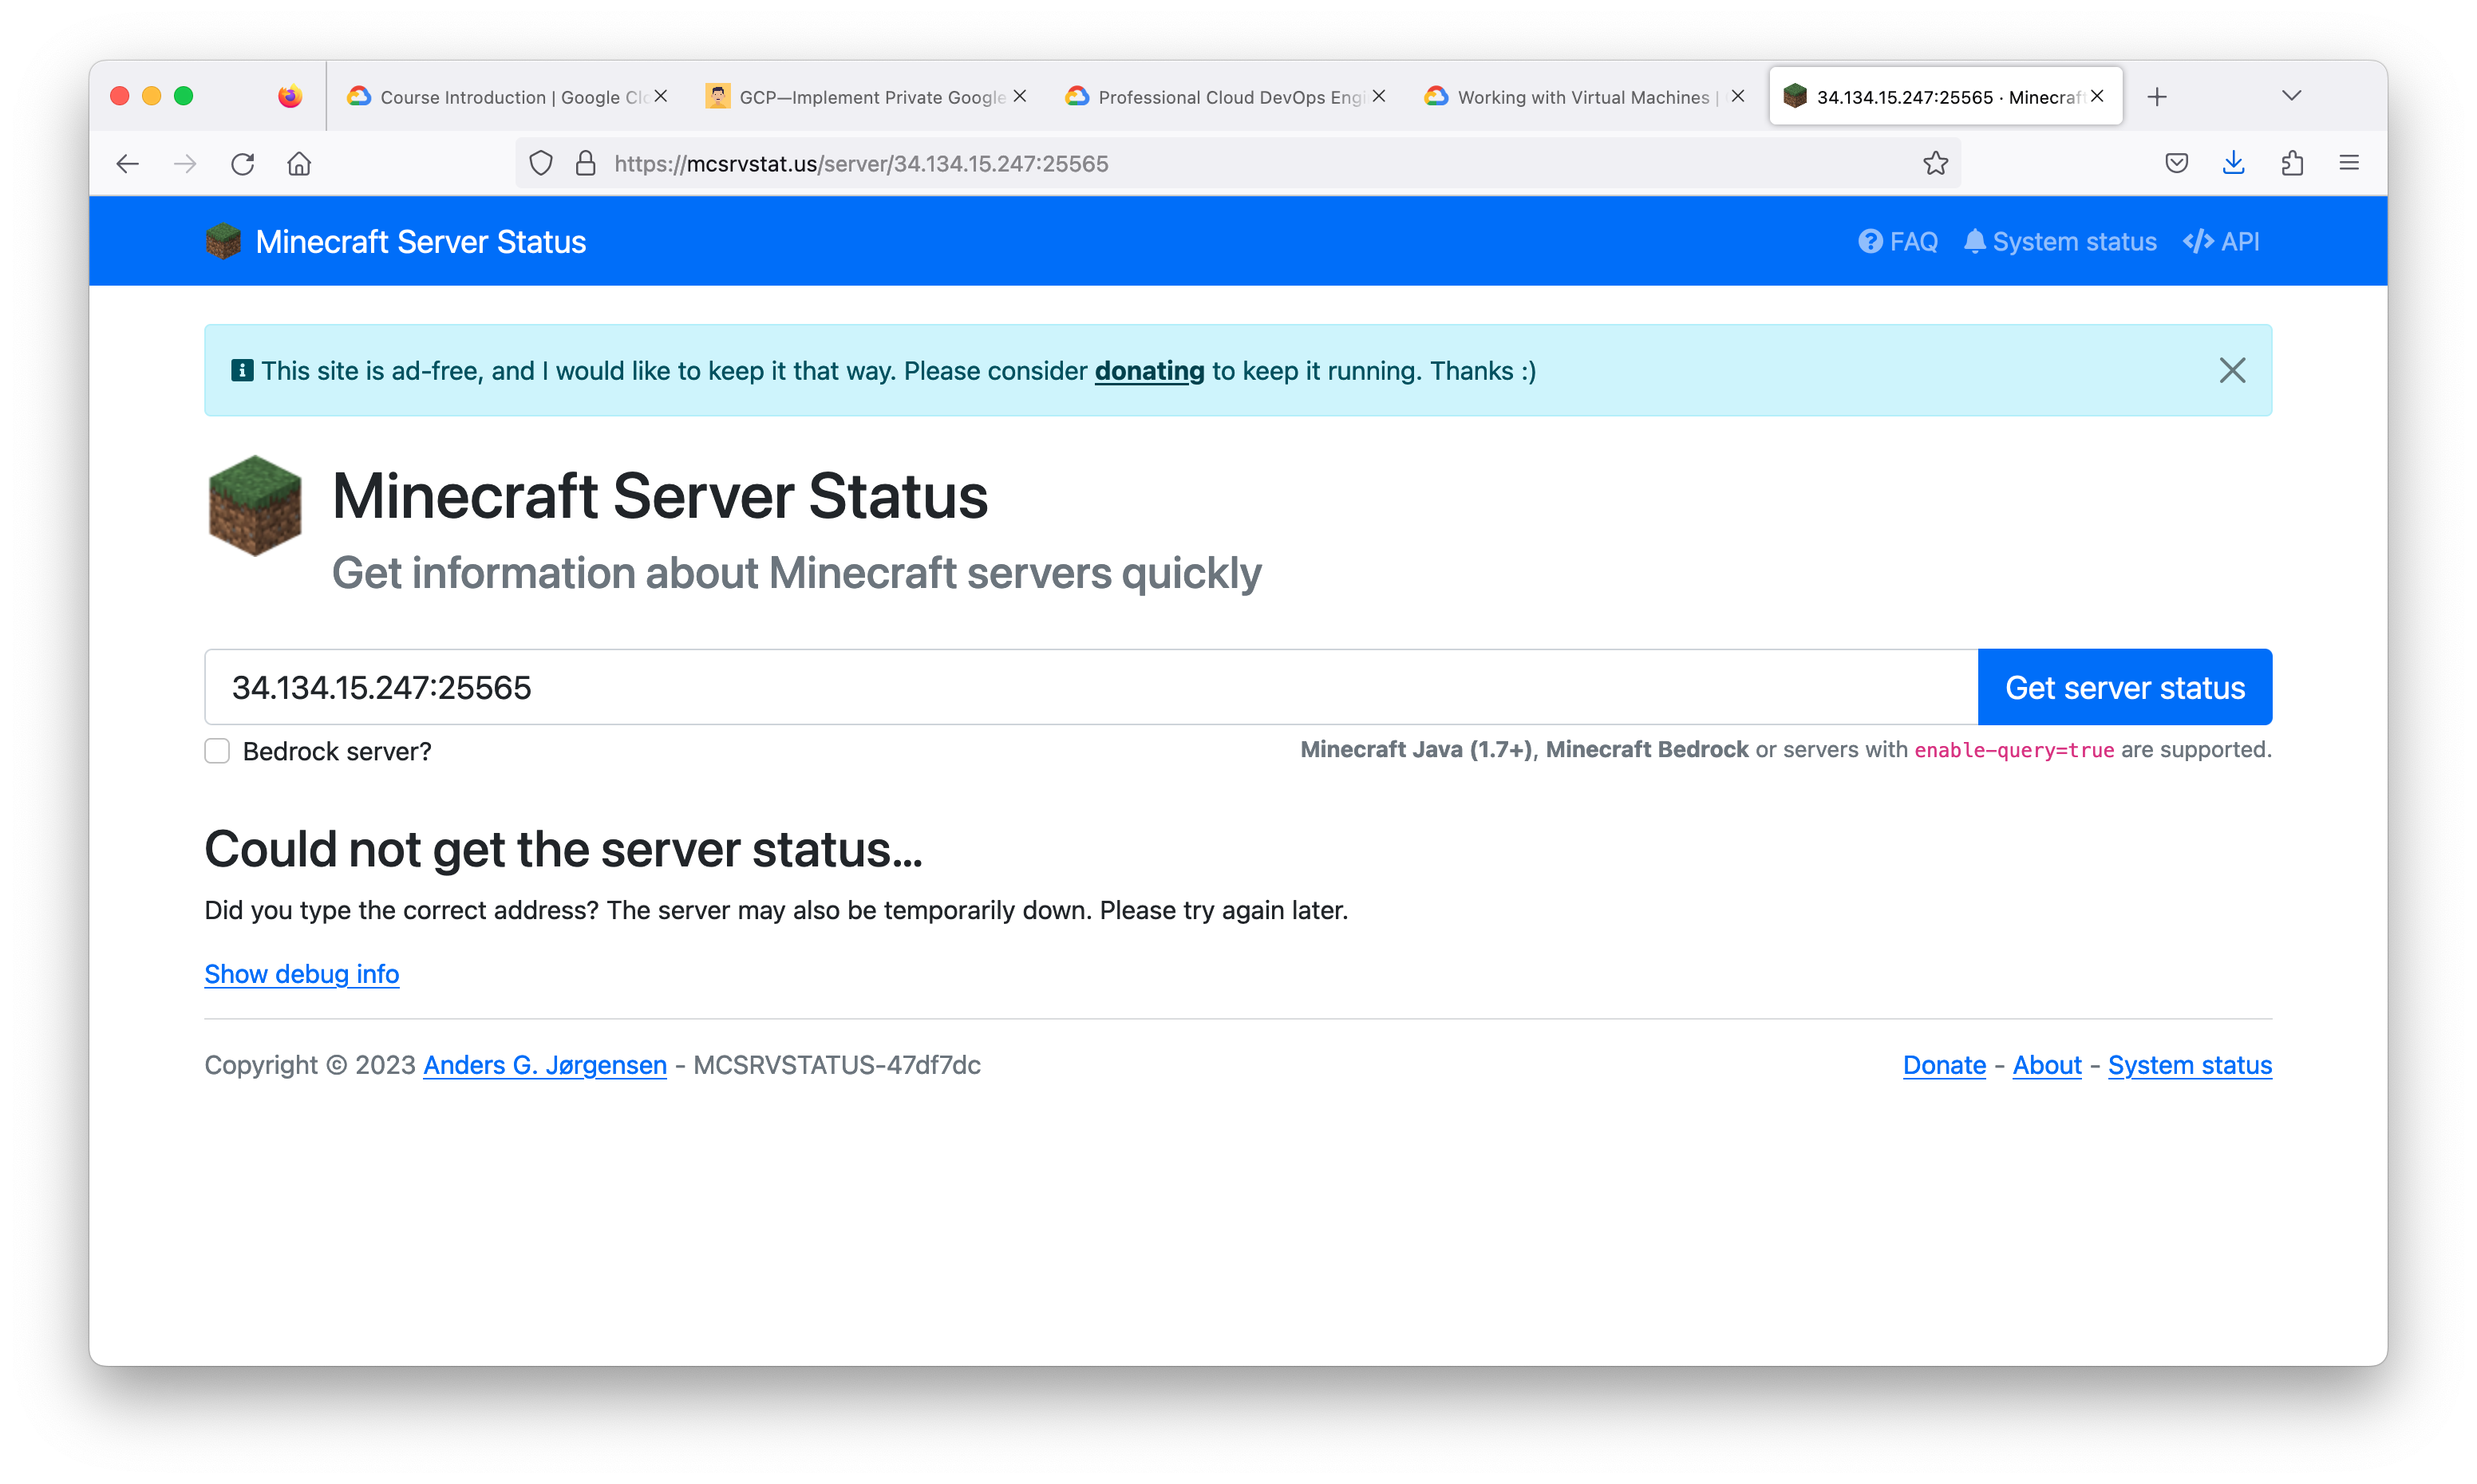 Course Introduction | Google Clo
GCP—Implement Private Google
Professional Cloud DevOps Engi
Working with Virtual Machines |
34.134.15.247:25565 · Minecraft
https://mcsrvstat.us/server/34.134.15.247:25565
Minecraft Server Status
FAQ
System status
API
This site is ad-free, and I would like to keep it that way. Please consider donating to keep it running. Thanks :)
Minecraft Server Status
Get information about Minecraft servers quickly
34.134.15.247:25565
Get server status
Bedrock server?
Minecraft Java (1.7+), Minecraft Bedrock or servers with enable-query=true are supported.
Could not get the server status...
Did you type the correct address? The server may also be temporarily down. Please try again later.
Show debug info
Copyright © 2023 Anders G. Jørgensen - MCSRVSTATUS-47df7dc
Donate - About - System status